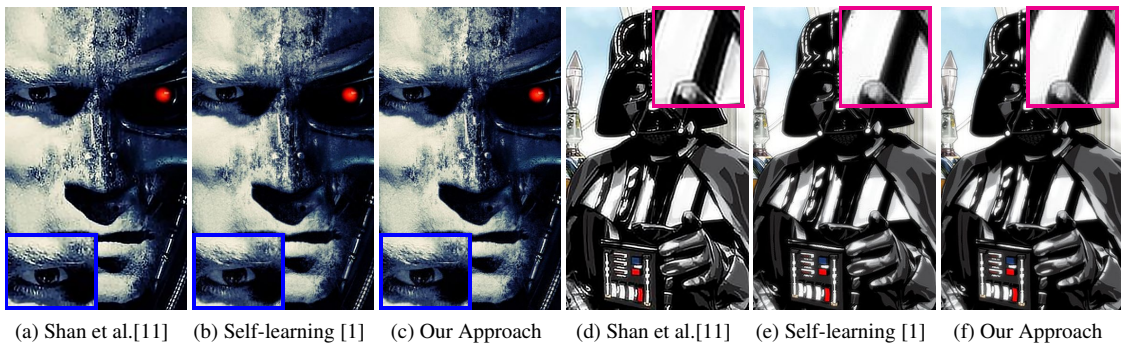 (a) Shan et al.[11]
(b) Self-learning [1]
(c) Our Approach
(d) Shan et al.[11]
(e) Self-learning [1]
(f) Our Approach